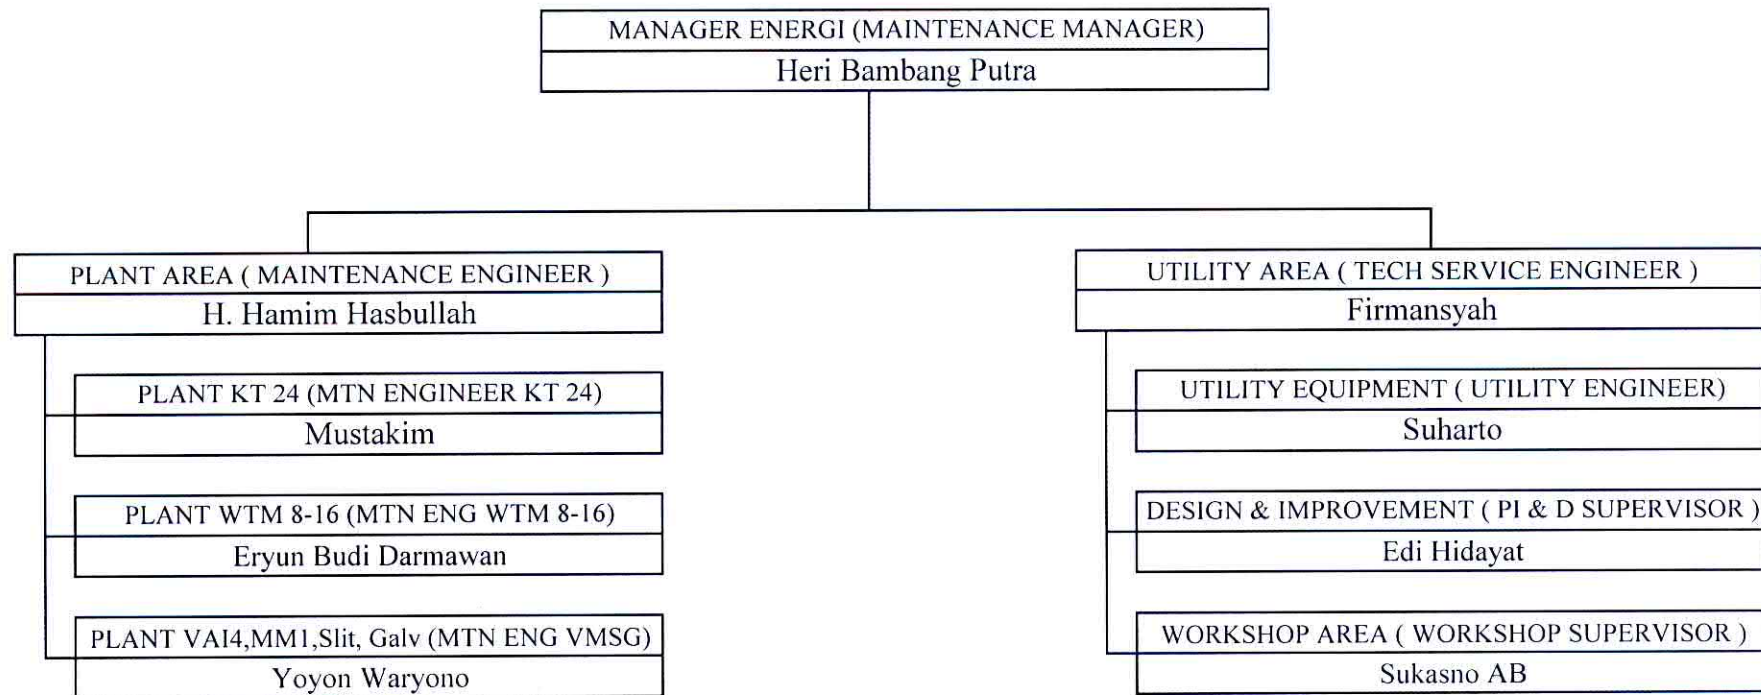 MANAGER ENERGI (MAINTENANCE MANAGER)
Heri Bambang Putra
PLANT AREA ( MAINTENANCE ENGINEER )
H. Hamim Hasbullah
PLANT KT 24 (MTN ENGINEER KT 24)
Mustakim
PLANT WTM 8-16 (MTN ENG WTM 8-16)
Eryun Budi Darmawan
PLANT VAI4,MM1,Slit, Galv (MTN ENG VMSG)
Yoyon Waryono
UTILITY AREA ( TECH SERVICE ENGINEER )
Firmansyah
UTILITY EQUIPMENT ( UTILITY ENGINEER)
Suharto
DESIGN & IMPROVEMENT ( PI & D SUPERVISOR )
Edi Hidayat
WORKSHOP AREA ( WORKSHOP SUPERVISOR )
Sukasno AB